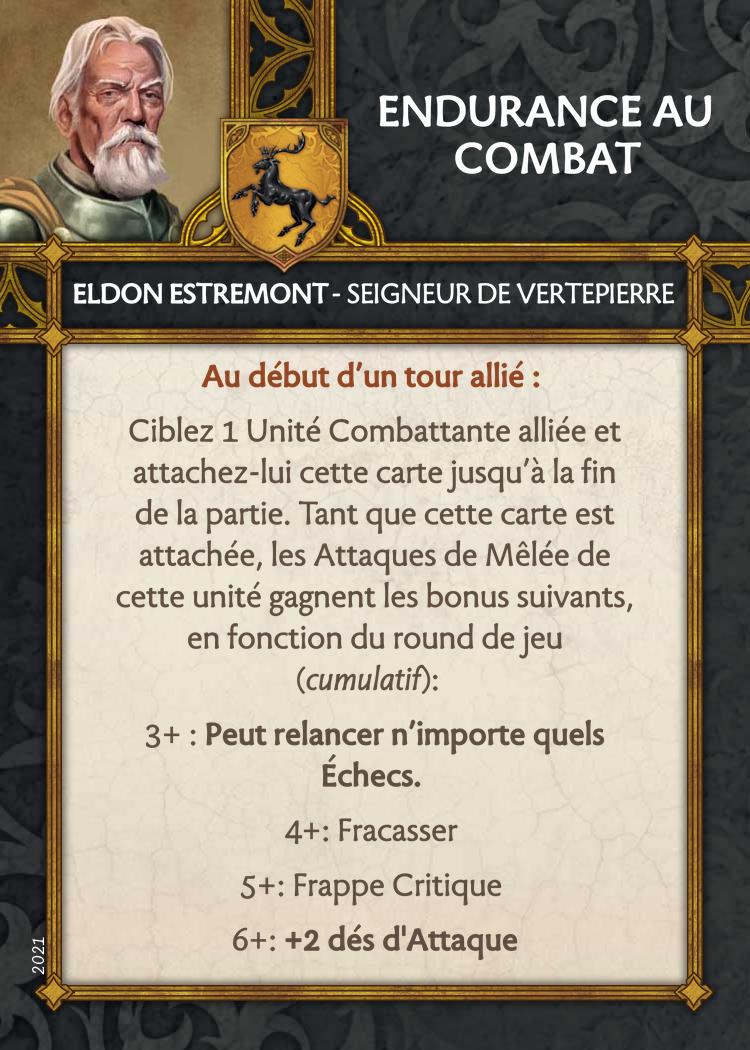 ENDURANCE AU
COMBAT
ELDON ESTREMONT - SEIGNEUR DE VERTEPIERRE
Au début d’un tour allié :
Ciblez 1 Unité Combattante alliée et
attachez-lui cette carte jusqu’à la fin
de la partie. Tant que cette carte est
attachée, les Attaques de Mêlée de
cette unité gagnent les bonus suivants,
en fonction du round de jeu
(cumulatif):
3+ : Peut relancer n’importe quels
Échecs.
4+: Fracasser
5+: Frappe Critique
6+: +2 dés d'Attaque
2021